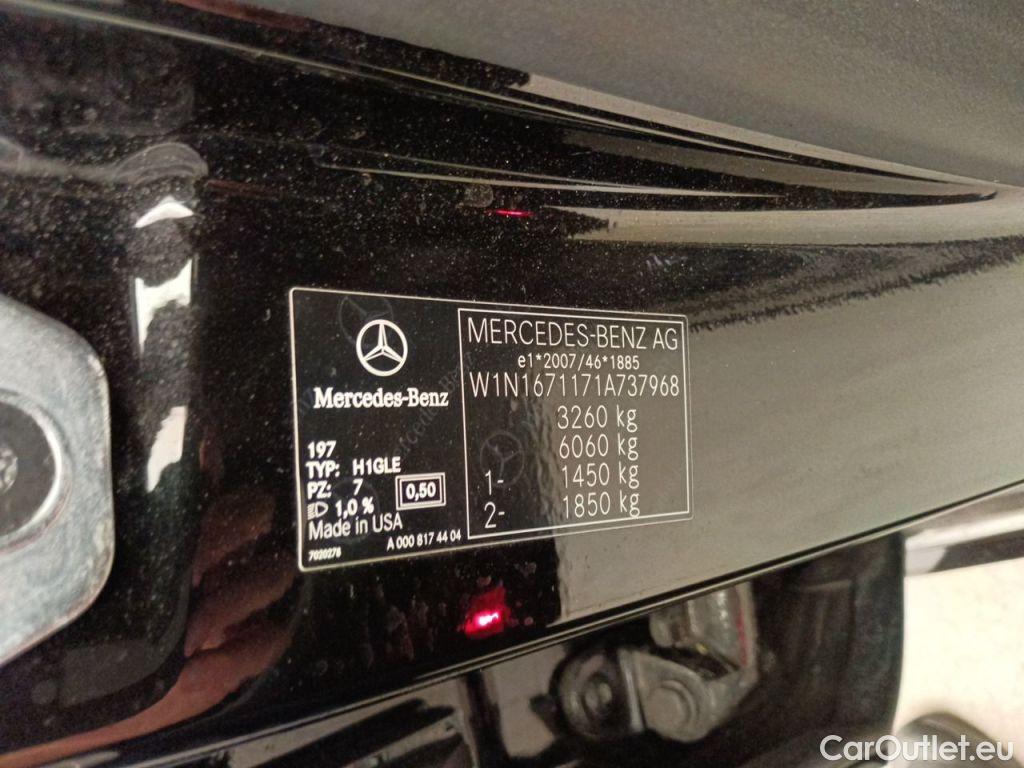 Mercedes-Benz
197
TYP: H1GLE
PZ: 7
1,0 %
0,50
Made in USA
7020276
A 000 817 44 04
MERCEDES-BENZ AG
e1*2007/46*1885
W1N1671171A737968
3260 kg
6060 kg
1- 1450 kg
2- 1850 kg
CarOutlet.eu